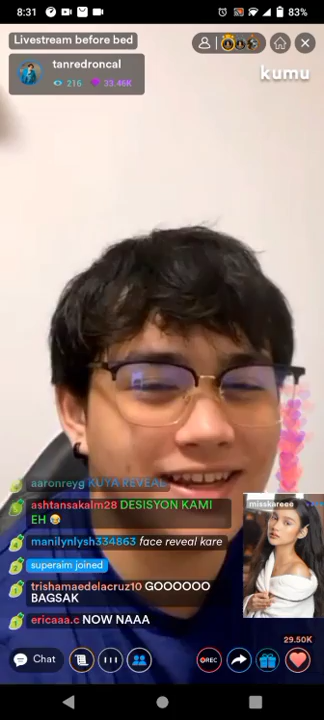 8:31
83%
Livestream before bed
tanredroncal
216
33.46K
kumu
aaronreyg KUYA REVEAL
ashtansakalm28 DESISYON KAMI
EH
manilynlysh334863 face reveal kare
superaim joined
trishamaedelacruz10 GOOOOOO
BAGSAK
ericaaa.c NOW NAAA
misskareee
29.50K
Chat
REC